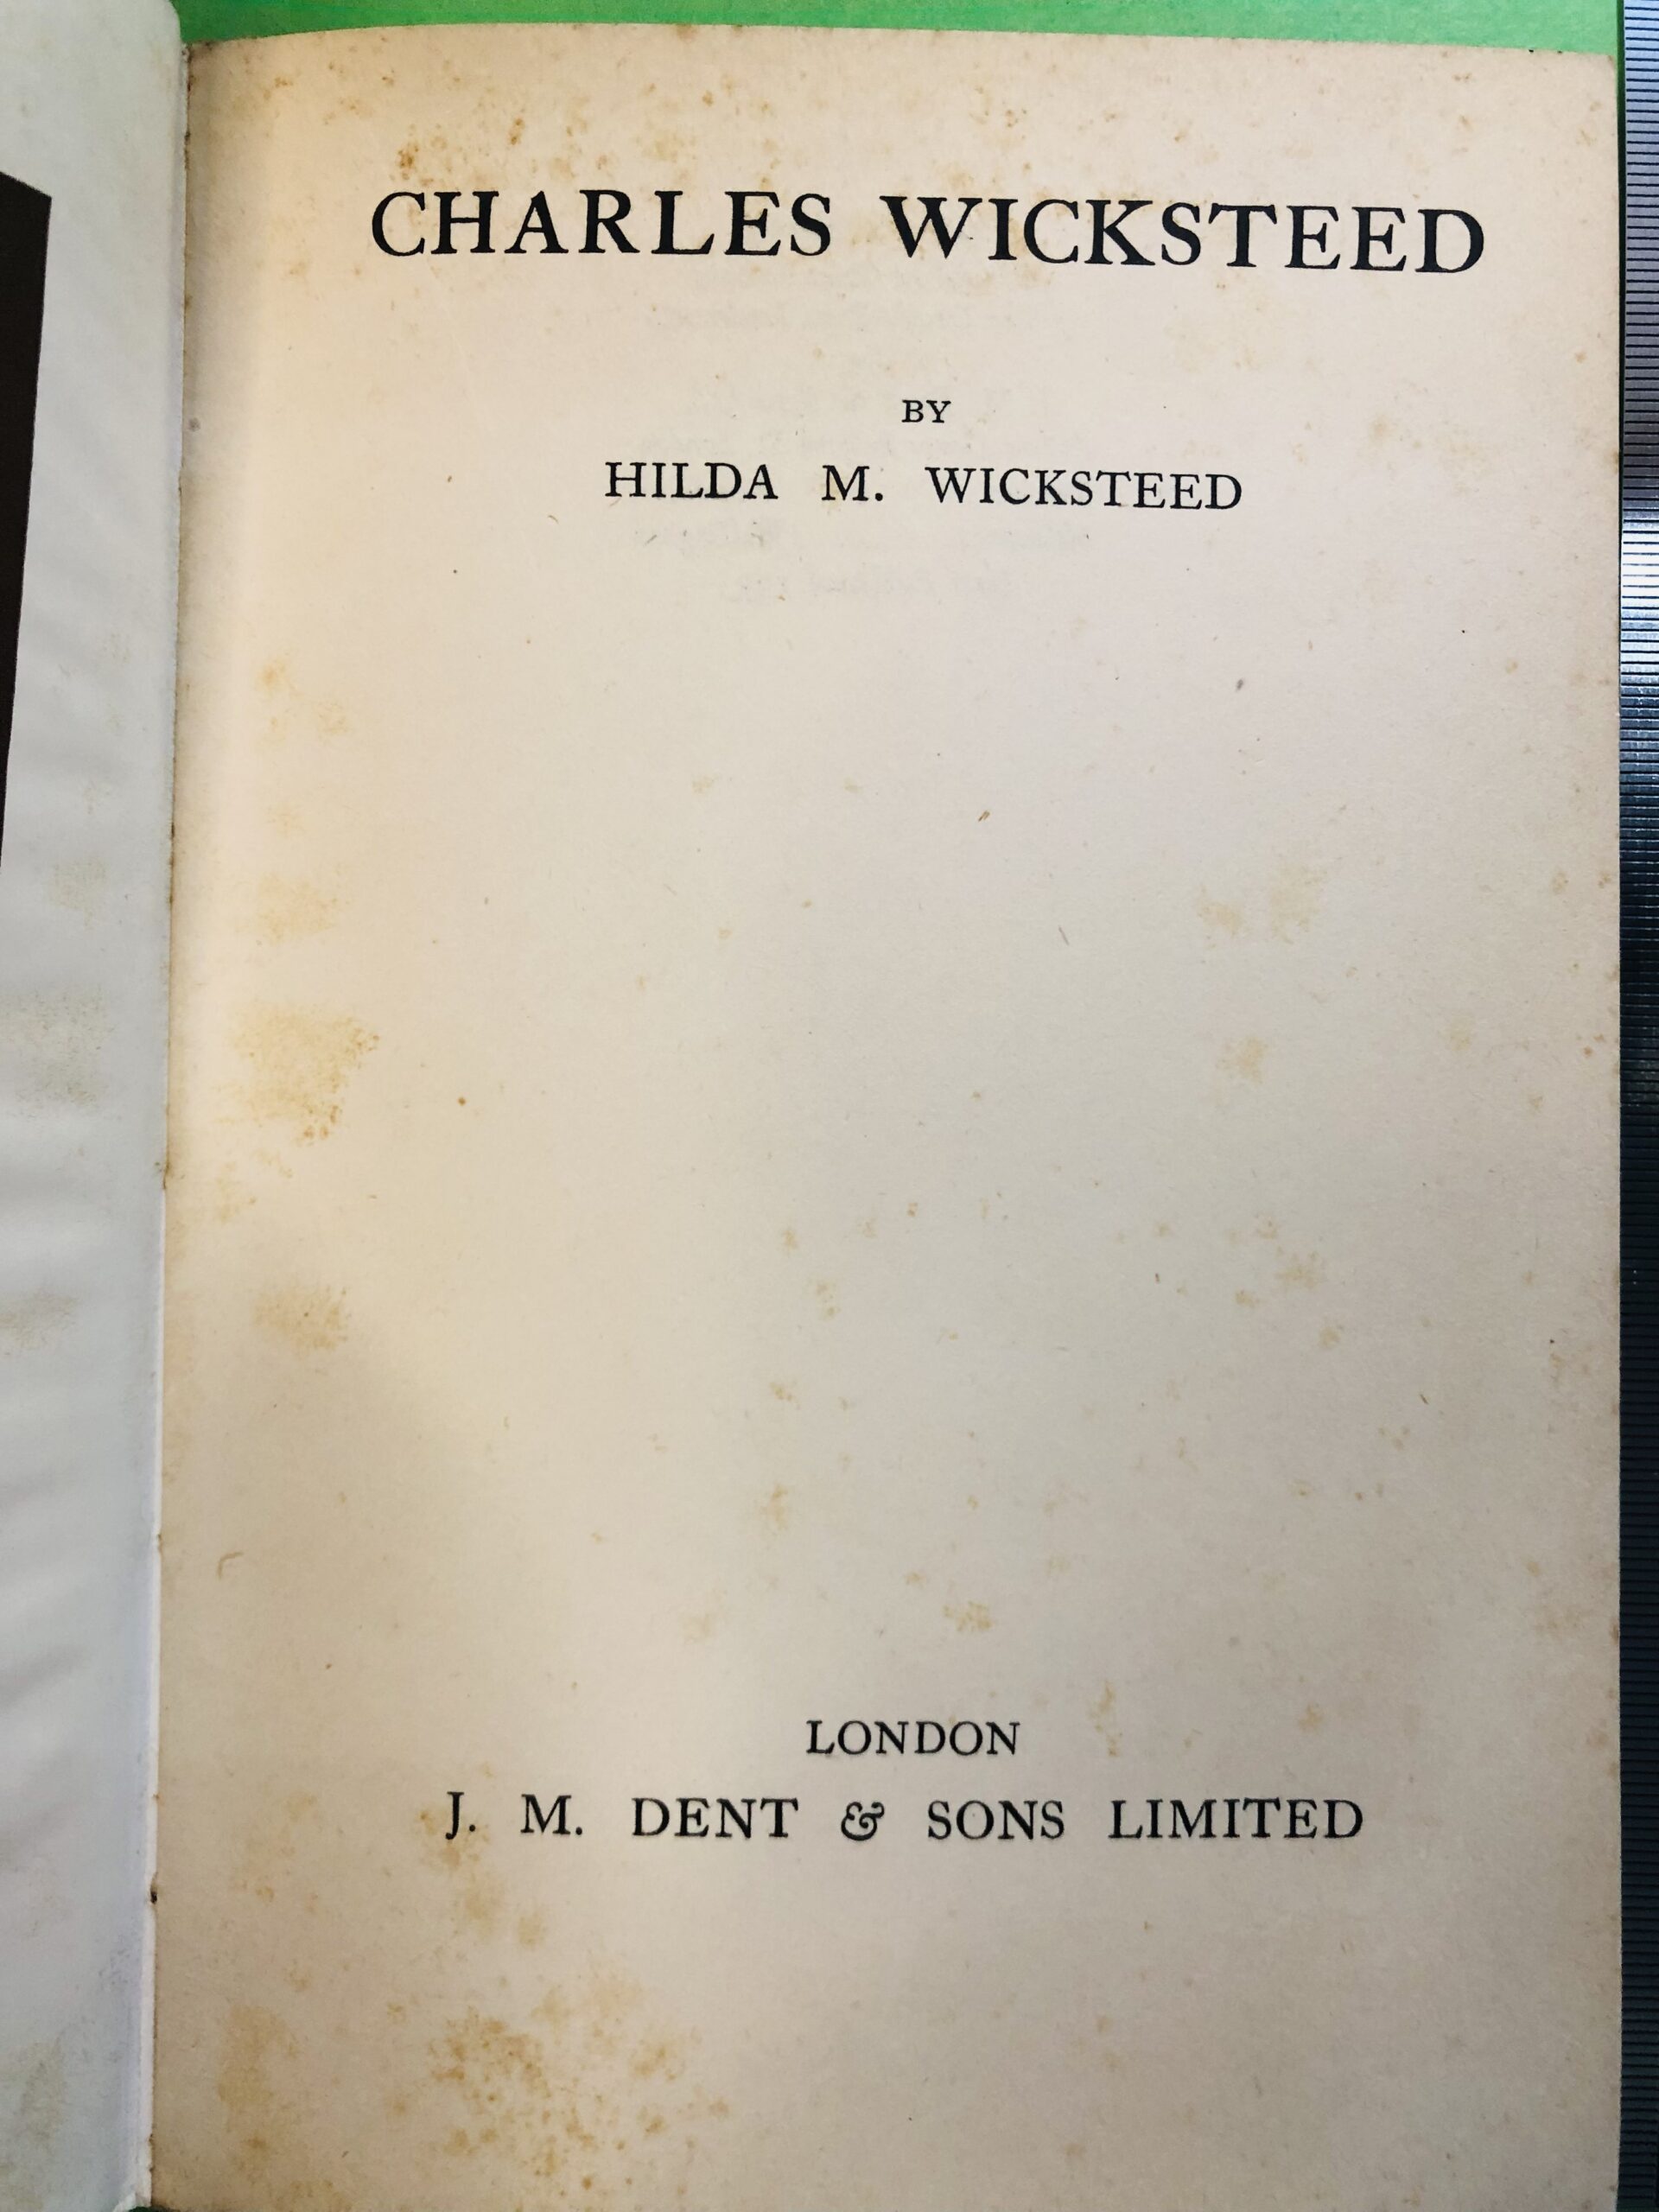 CHARLES WICKSTEED
BY
HILDA M. WICKSTEED
LONDON
J. M. DENT & SONS LIMITED